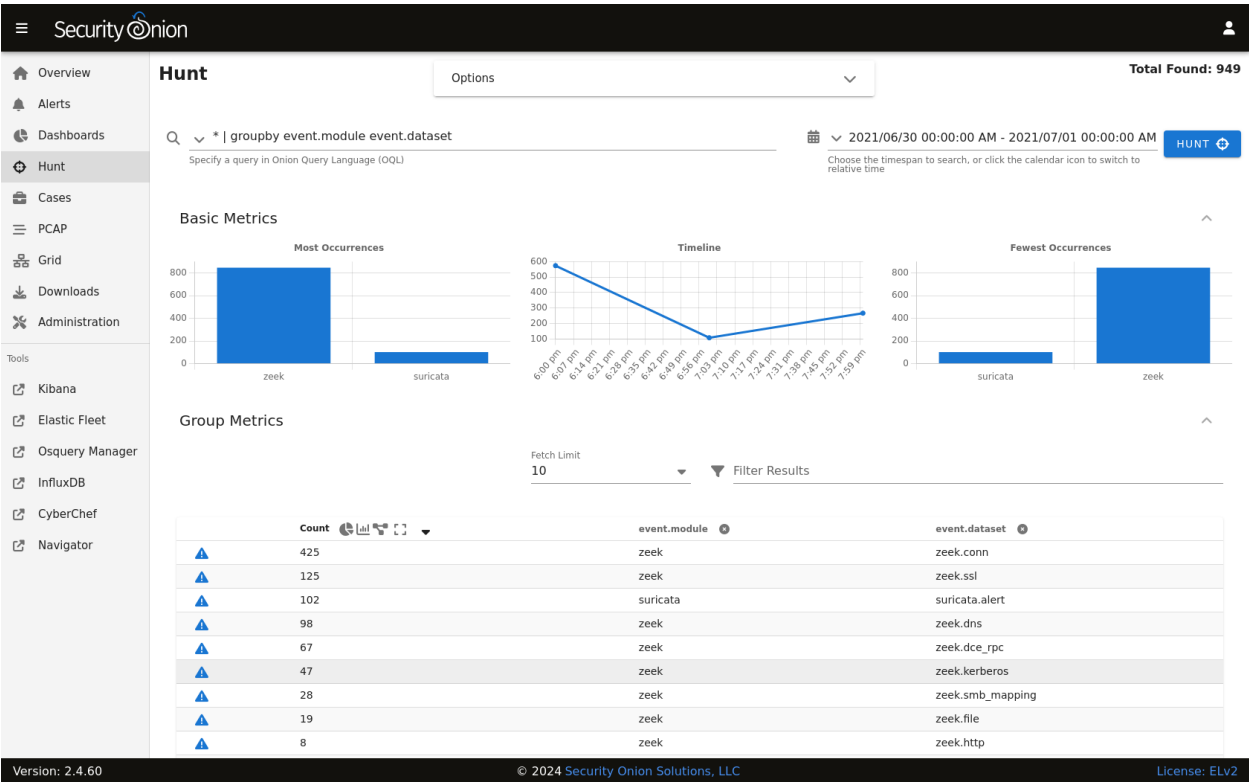 Security Onion
Overview
Alerts
Dashboards
Hunt
Cases
PCAP
Grid
Downloads
Administration
Tools
Kibana
Elastic Fleet
Osquery Manager
InfluxDB
CyberChef
Navigator
Hunt
Options
Total Found: 949
* | groupby event.module event.dataset
Specify a query in Onion Query Language (OQL)
2021/06/30 00:00:00 AM - 2021/07/01 00:00:00 AM
Choose the timespan to search, or click the calendar icon to switch to
relative time
HUNT
Basic Metrics
Most Occurrences
800
600
400
200
0
zeek suricata
Timeline
600
500
400
300
200
100
6:00 pm 6:07 pm 6:14 pm 6:21 pm 6:28 pm 6:35 pm 6:42 pm 6:49 pm 6:56 pm 7:03 pm 7:10 pm 7:17 pm 7:24 pm 7:31 pm 7:38 pm 7:45 pm 7:52 pm 7:59 pm
Fewest Occurrences
800
600
400
200
0
suricata zeek
Group Metrics
Fetch Limit
10
Filter Results
Count event.module event.dataset
425 zeek zeek.conn
125 zeek zeek.ssl
102 suricata suricata.alert
98 zeek zeek.dns
67 zeek zeek.dce_rpc
47 zeek zeek.kerberos
28 zeek zeek.smb_mapping
19 zeek zeek.file
8 zeek zeek.http
Version: 2.4.60
© 2024 Security Onion Solutions, LLC
License: ELv2